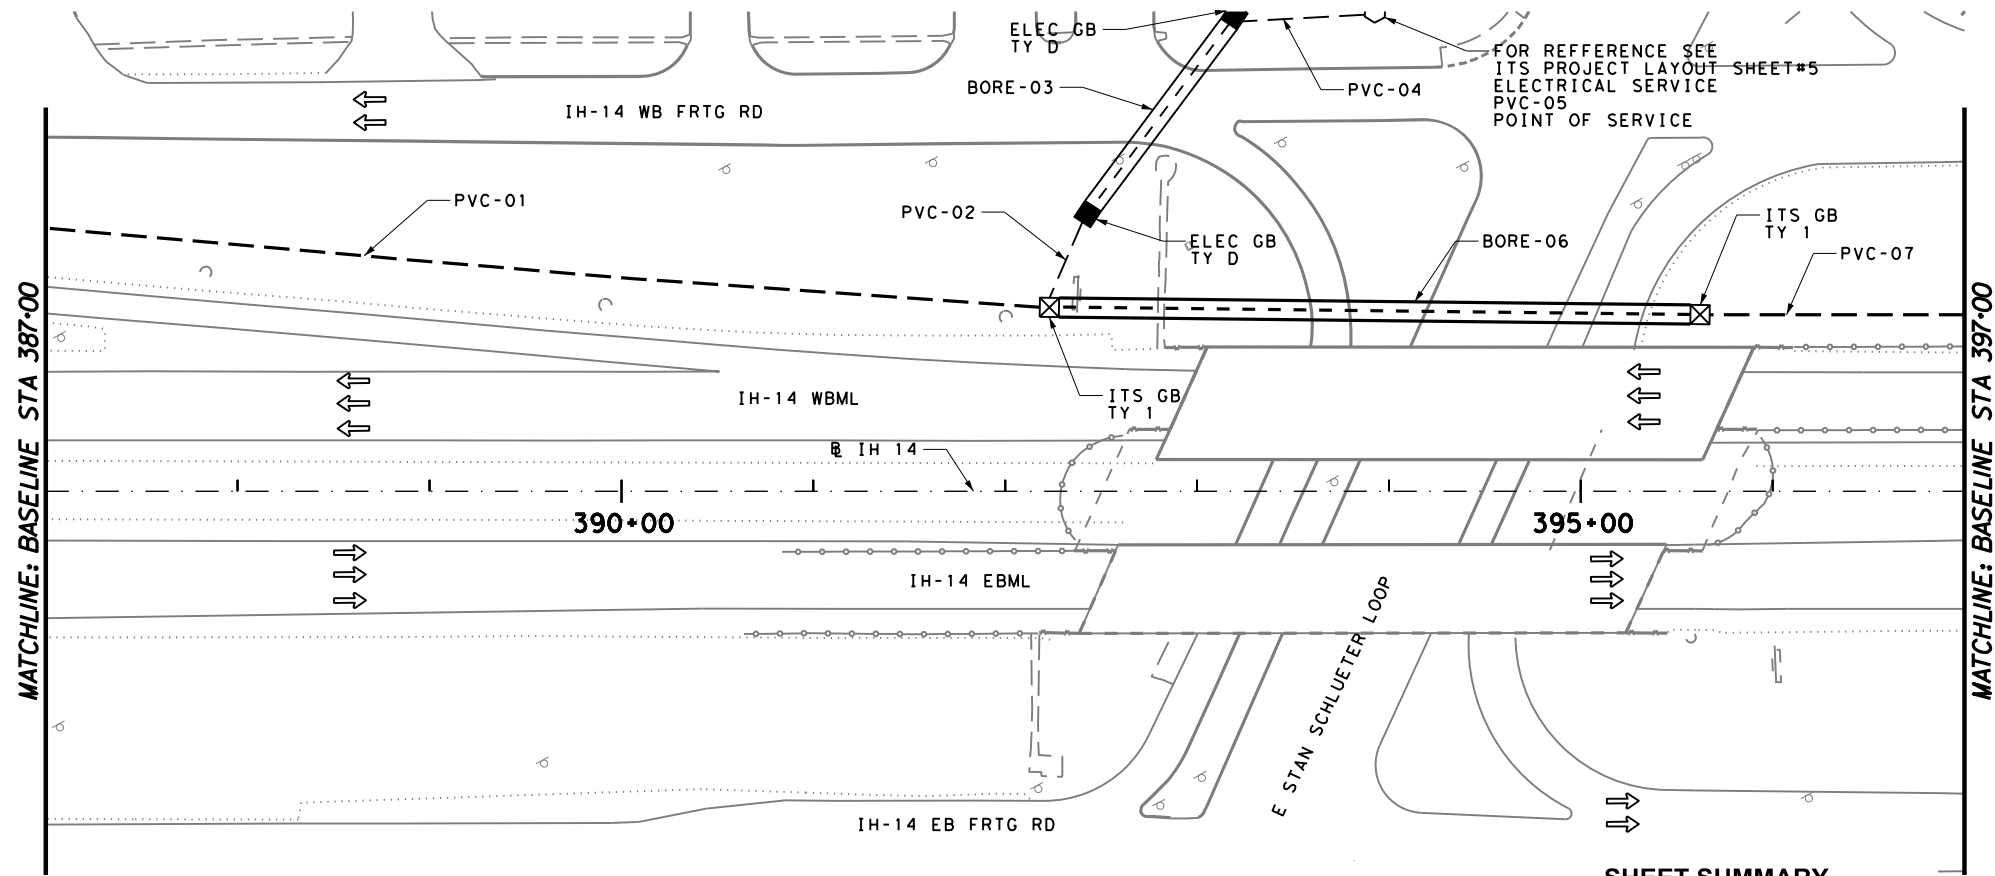 ELEC GB
TY D
FOR REFFERENCE SEE
ITS PROJECT LAYOUT SHEET#5
ELECTRICAL SERVICE
PVC-05
POINT OF SERVICE
BORE-03
PVC-04
IH-14 WB FRTG RD
PVC-01
PVC-02
ELEC GB
TY D
BORE-06
ITS GB
TY 1
PVC-07
MATCHLINE: BASELINE STA 387+00
MATCHLINE: BASELINE STA 397+00
IH-14 WBML
ITS GB
TY 1
BL IH 14
390+00
395+00
IH-14 EBML
E STAN SCHLUETER LOOP
IH-14 EB FRTG RD
SHEET SUMMARY